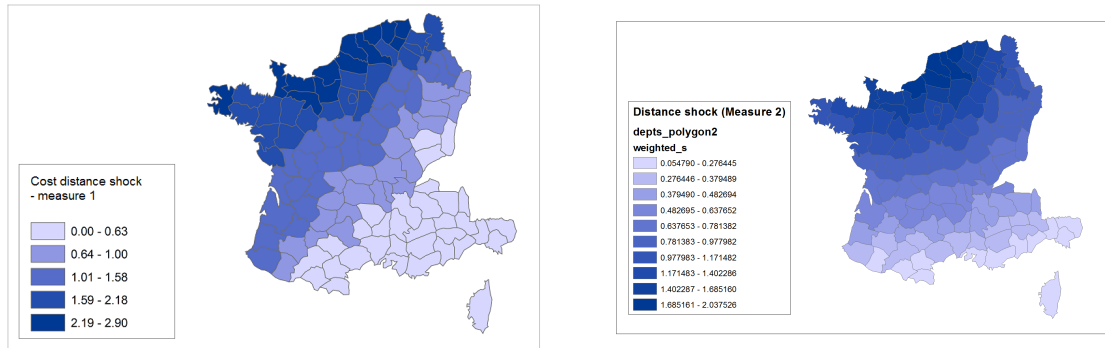 Cost distance shock
- measure 1
0.00 - 0.63
0.64 - 1.00
1.01 - 1.58
1.59 - 2.18
2.19 - 2.90
Distance shock (Measure 2)
depts_polygon2
weighted_s
0.054790 - 0.276445
0.276446 - 0.379489
0.379490 - 0.482694
0.482695 - 0.637652
0.637653 - 0.781382
0.781383 - 0.977982
0.977983 - 1.171482
1.171483 - 1.402286
1.402287 - 1.685160
1.685161 - 2.037526